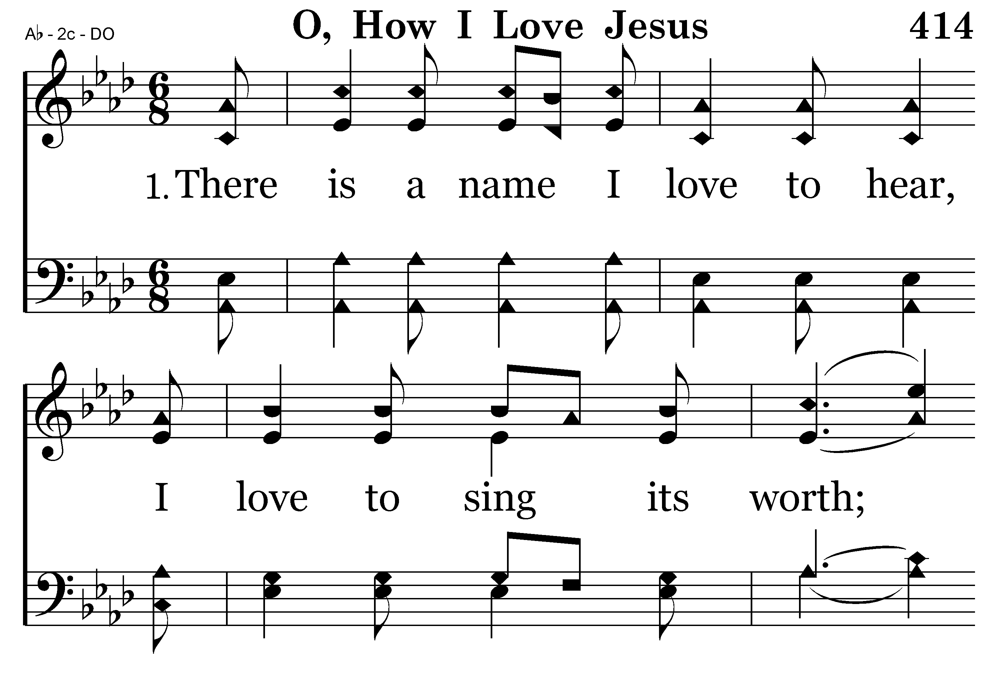 A♭ - 2c - DO
O, How I Love Jesus
414
1. There is a name I love to hear,
I love to sing its worth;